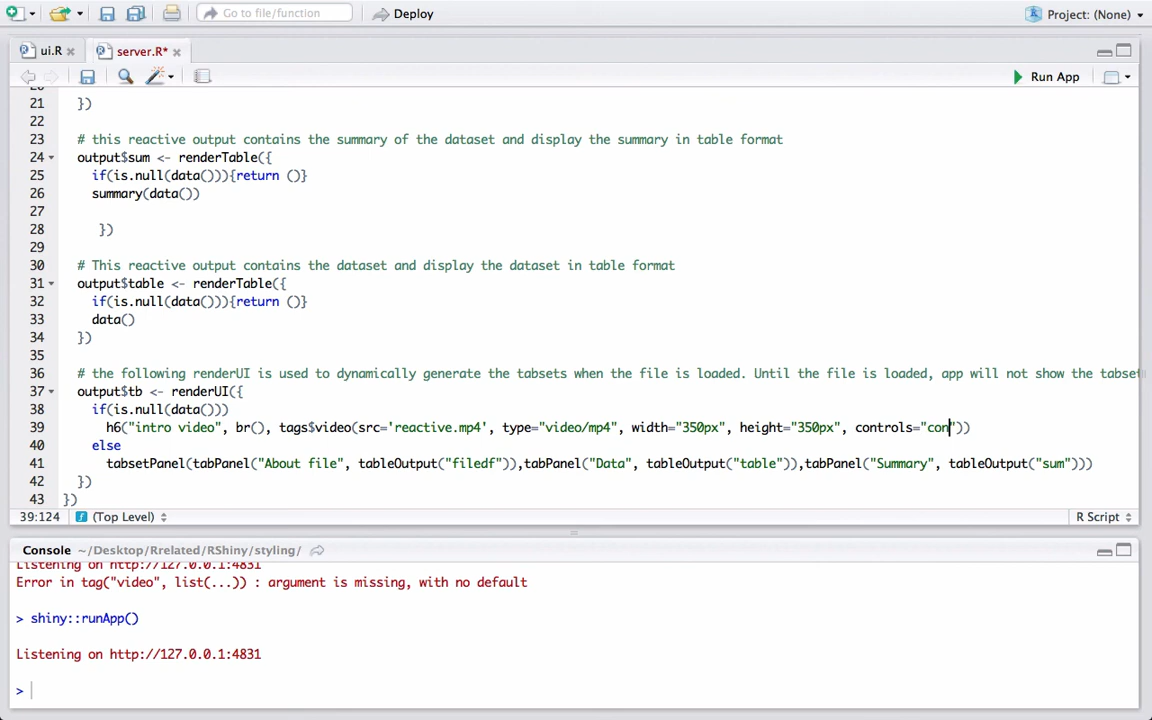 Go to file/function
Deploy
Project: (None)
ui.R
server.R*
Run App
21 })
22
23 # this reactive output contains the summary of the dataset and display the summary in table format
24 output$sum <- renderTable({
25 if(is.null(data())){return ()}
26 summary(data())
27
28 })
29
30 # This reactive output contains the dataset and display the dataset in table format
31 output$table <- renderTable({
32 if(is.null(data())){return ()}
33 data()
34 })
35
36 # the following renderUI is used to dynamically generate the tabsets when the file is loaded. Until the file is loaded, app will not show the tabset
37 output$tb <- renderUI({
38 if(is.null(data()))
39 h6("intro video", br(), tags$video(src='reactive.mp4', type="video/mp4", width="350px", height="350px", controls="con"))
40 else
41 tabsetPanel(tabPanel("About file", tableOutput("filedf")),tabPanel("Data", tableOutput("table")),tabPanel("Summary", tableOutput("sum")))
42 })
43 })
39:124 (Top Level) R Script
Console ~/Desktop/Rrelated/RShiny/styling/
Listening on http://127.0.0.1:4831
Error in tag("video", list(...)) : argument is missing, with no default
> shiny::runApp()
Listening on http://127.0.0.1:4831
>